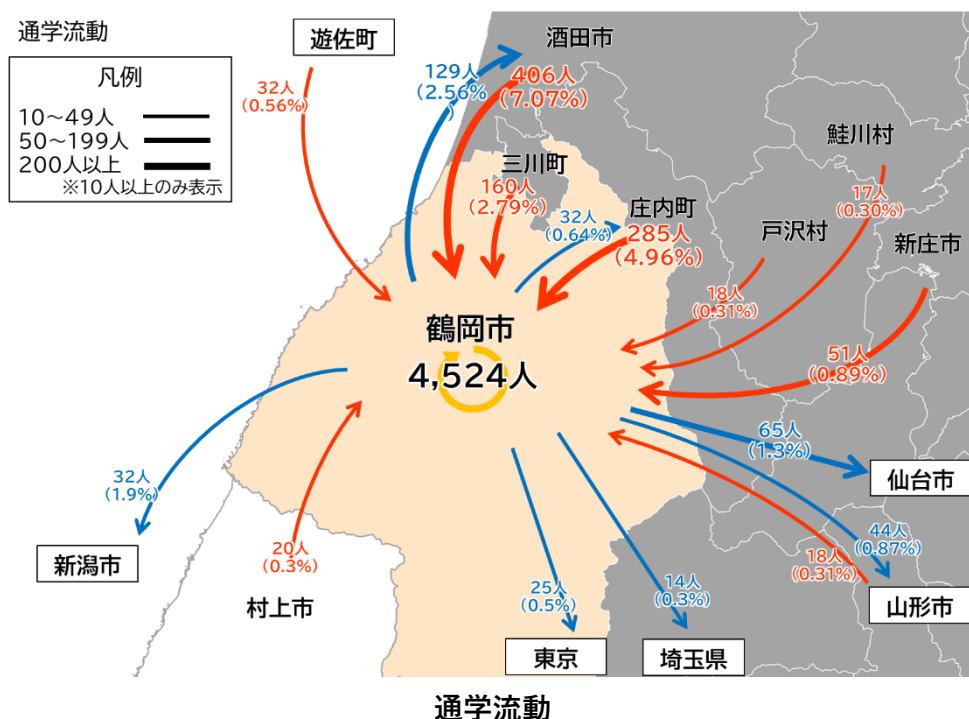 通学流動
凡例
10～49人
50～199人
200人以上
※10人以上のみ表示
遊佐町
32人
(0.56%)
129人
(2.56%
)
酒田市
406人
(7.07%)
三川町
160人
(2.79%)
32人
(0.64%)
庄内町
285人
(4.96%)
鮭川村
17人
(0.30%)
戸沢村
18人
(0.31%)
新庄市
51人
(0.89%)
鶴岡市
4,524人
65人
(1.3%)
仙台市
44人
(0.87%)
18人
(0.31%)
山形市
32人
(1.9%)
新潟市
20人
(0.3%)
村上市
25人
(0.5%)
東京
14人
(0.3%)
埼玉県
通学流動